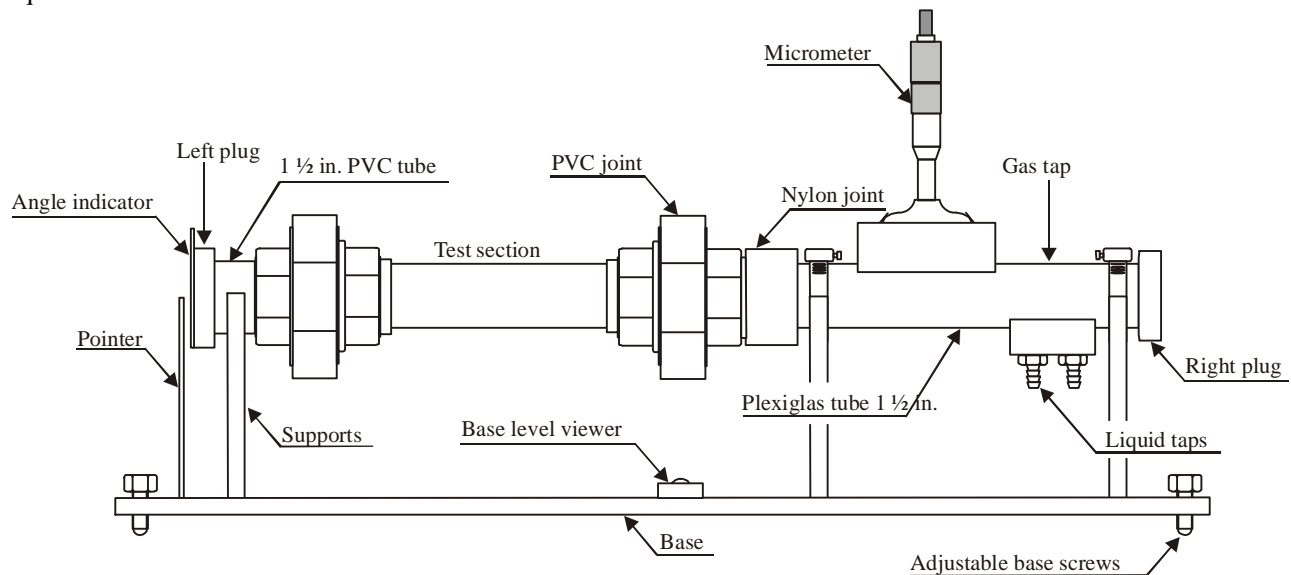 Micrometer
Left plug
1 ½ in. PVC tube
PVC joint
Gas tap
Nylon joint
Angle indicator
Test section
Pointer
Right plug
Plexiglas tube 1 ½ in.
Supports
Base level viewer
Liquid taps
Base
Adjustable base screws